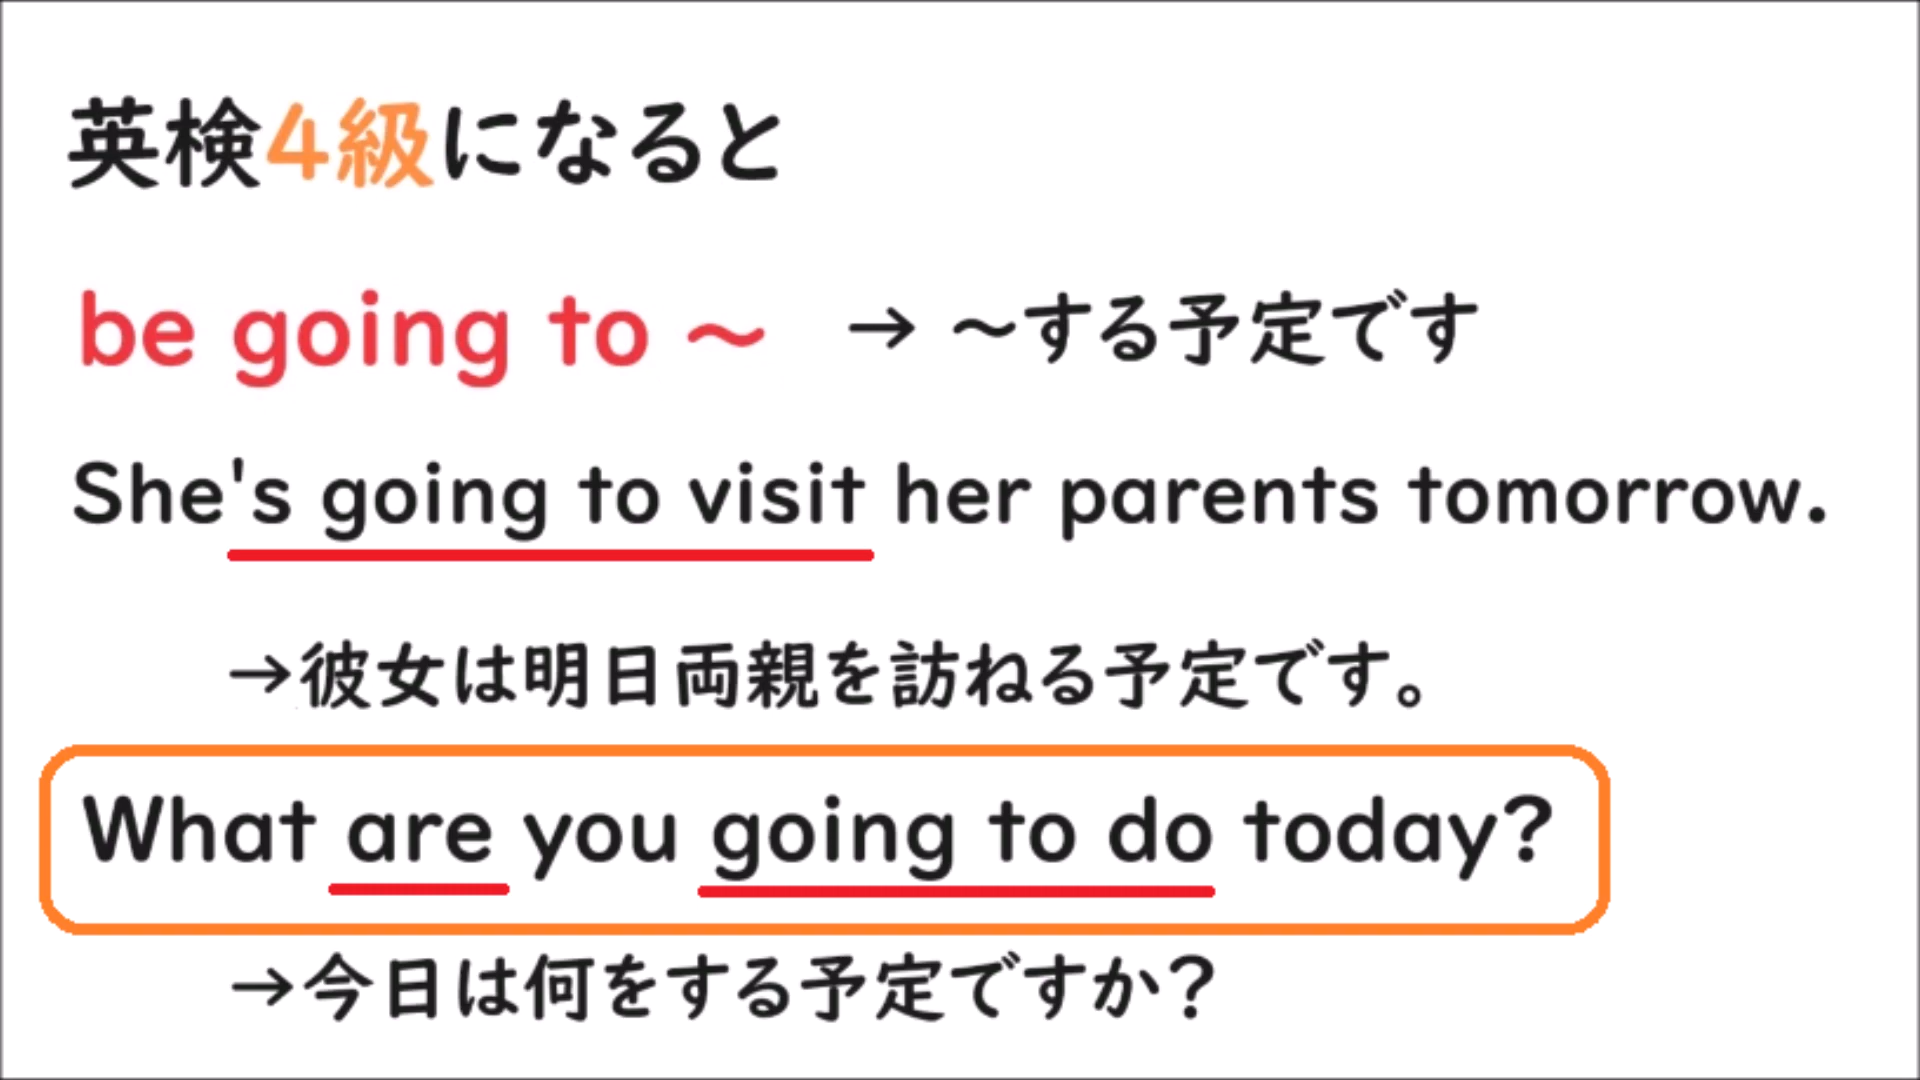 英検4級になると
be going to ～ → ～する予定です
She's going to visit her parents tomorrow.
→彼女は明日両親を訪ねる予定です。
What are you going to do today?
→今日は何をする予定ですか？